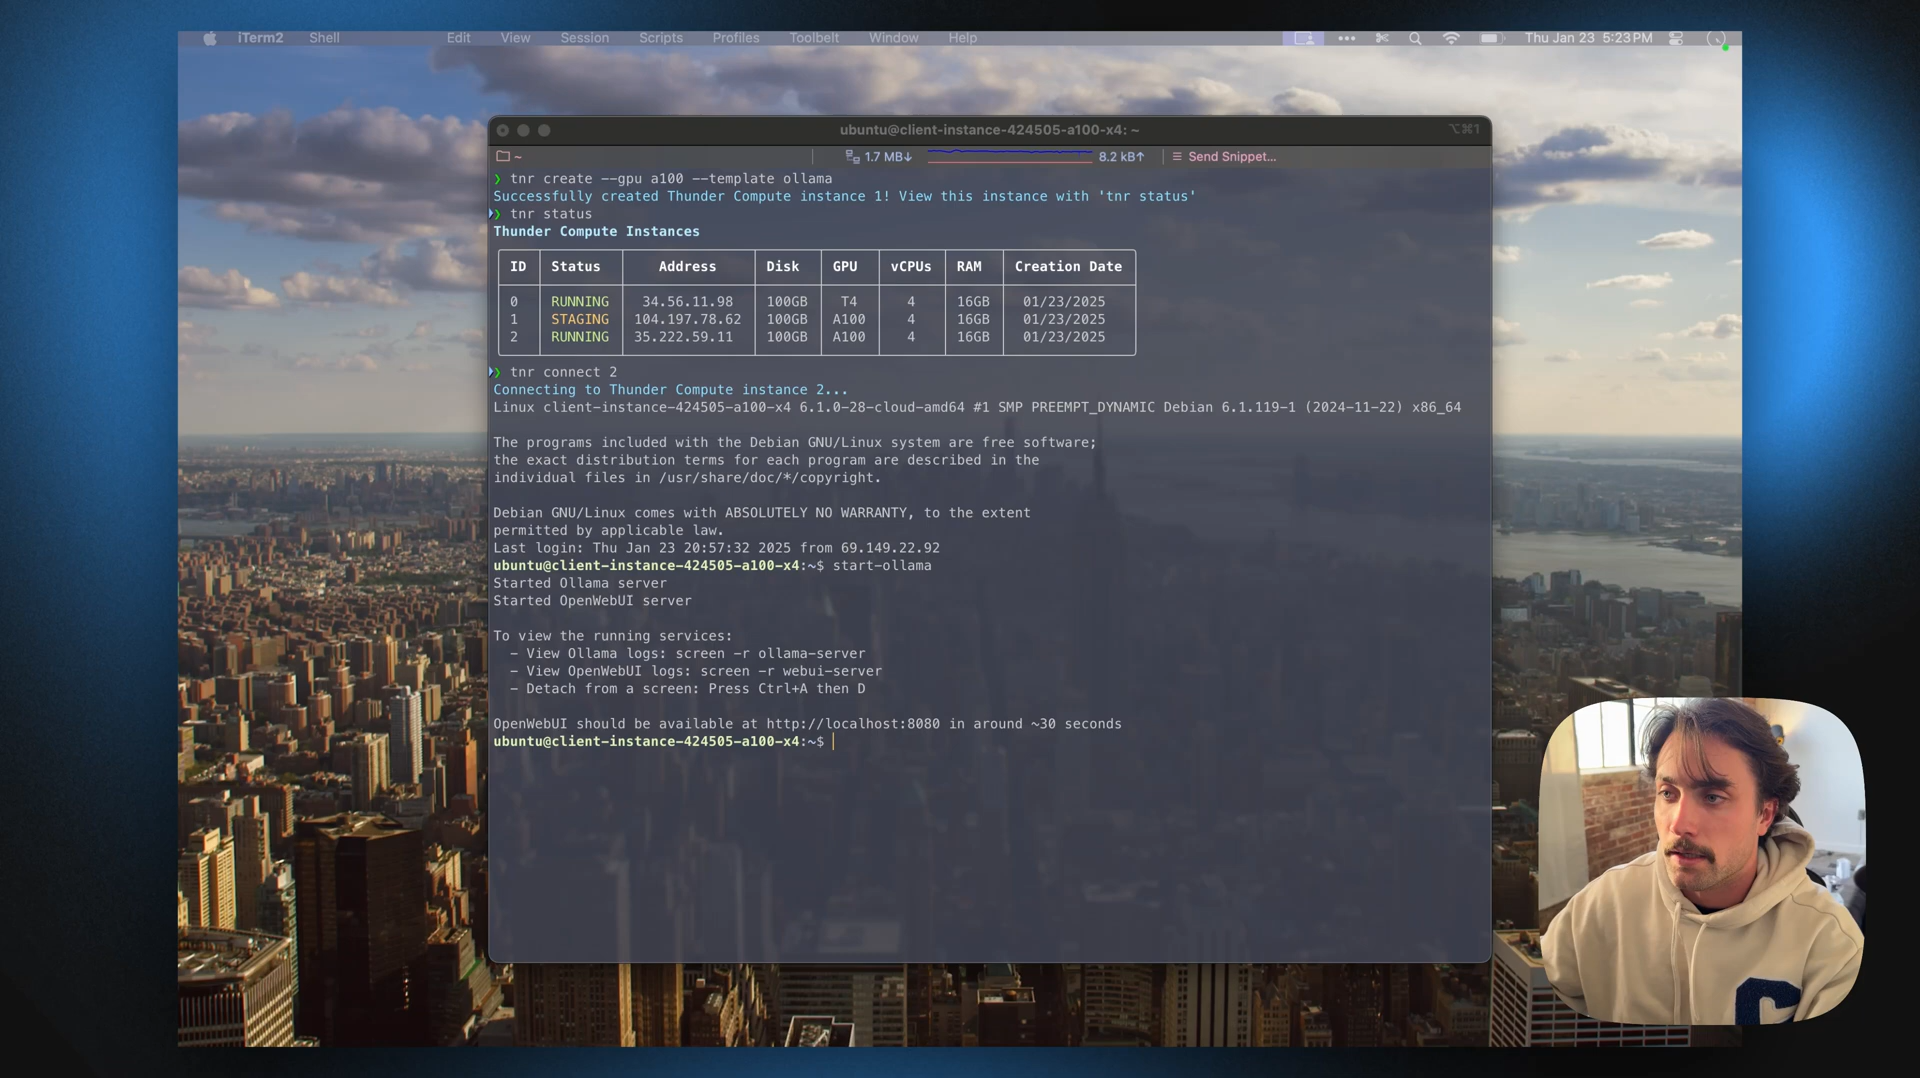 iTerm2 Shell Edit View Session Scripts Profiles Toolbelt Window Help Thu Jan 23 5:23 PM
ubuntu@client-instance-424505-a100-x4: ~ ⌥⌘1
~ 1.7 MB↓ 8.2 kB↑ Send Snippet...
❯ tnr create --gpu a100 --template ollama
Successfully created Thunder Compute instance 1! View this instance with 'tnr status'
❯ tnr status
Thunder Compute Instances
ID Status Address Disk GPU vCPUs RAM Creation Date
0 RUNNING 34.56.11.98 100GB T4 4 16GB 01/23/2025
1 STAGING 104.197.78.62 100GB A100 4 16GB 01/23/2025
2 RUNNING 35.222.59.11 100GB A100 4 16GB 01/23/2025
❯ tnr connect 2
Connecting to Thunder Compute instance 2...
Linux client-instance-424505-a100-x4 6.1.0-28-cloud-amd64 #1 SMP PREEMPT_DYNAMIC Debian 6.1.119-1 (2024-11-22) x86_64
The programs included with the Debian GNU/Linux system are free software;
the exact distribution terms for each program are described in the
individual files in /usr/share/doc/*/copyright.
Debian GNU/Linux comes with ABSOLUTELY NO WARRANTY, to the extent
permitted by applicable law.
Last login: Thu Jan 23 20:57:32 2025 from 69.149.22.92
ubuntu@client-instance-424505-a100-x4:~$ start-ollama
Started Ollama server
Started OpenWebUI server
To view the running services:
- View Ollama logs: screen -r ollama-server
- View OpenWebUI logs: screen -r webui-server
- Detach from a screen: Press Ctrl+A then D
OpenWebUI should be available at http://localhost:8080 in around ~30 seconds
ubuntu@client-instance-424505-a100-x4:~$
C